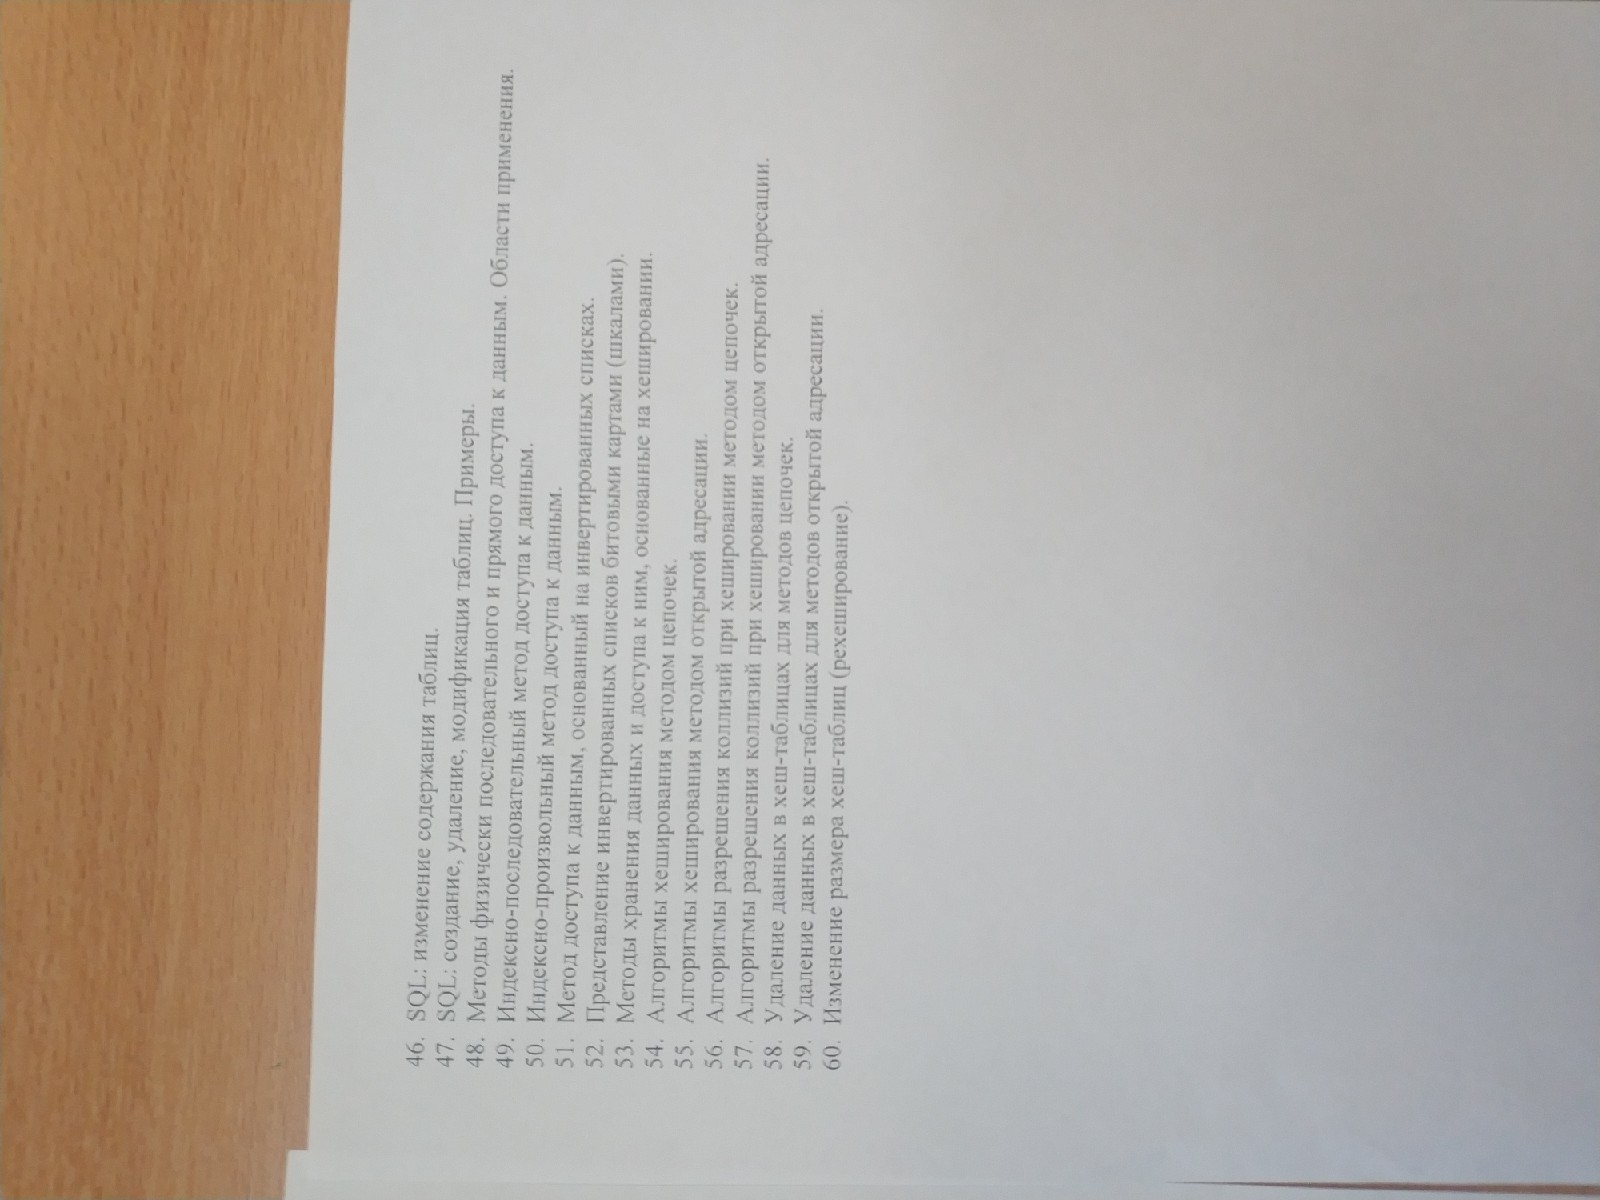 46. SQL: изменение содержания таблиц.
47. SQL: создание, удаление, модификация таблиц. Примеры.
48. Методы физически последовательного и прямого доступа к данным. Области применения.
49. Индексно-последовательный метод доступа к данным.
50. Индексно-произвольный метод доступа к данным.
51. Метод доступа к данным, основанный на инвертированных списках.
52. Представление инвертированных списков битовыми картами (шкалами).
53. Методы хранения данных и доступа к ним, основанные на хешировании.
54. Алгоритмы хеширования методом цепочек.
55. Алгоритмы хеширования методом открытой адресации.
56. Алгоритмы разрешения коллизий при хешировании методом цепочек.
57. Алгоритмы разрешения коллизий при хешировании методом открытой адресации.
58. Удаление данных в хеш-таблицах для методов цепочек.
59. Удаление данных в хеш-таблицах для методов открытой адресации.
60. Изменение размера хеш-таблиц (рехеширование).